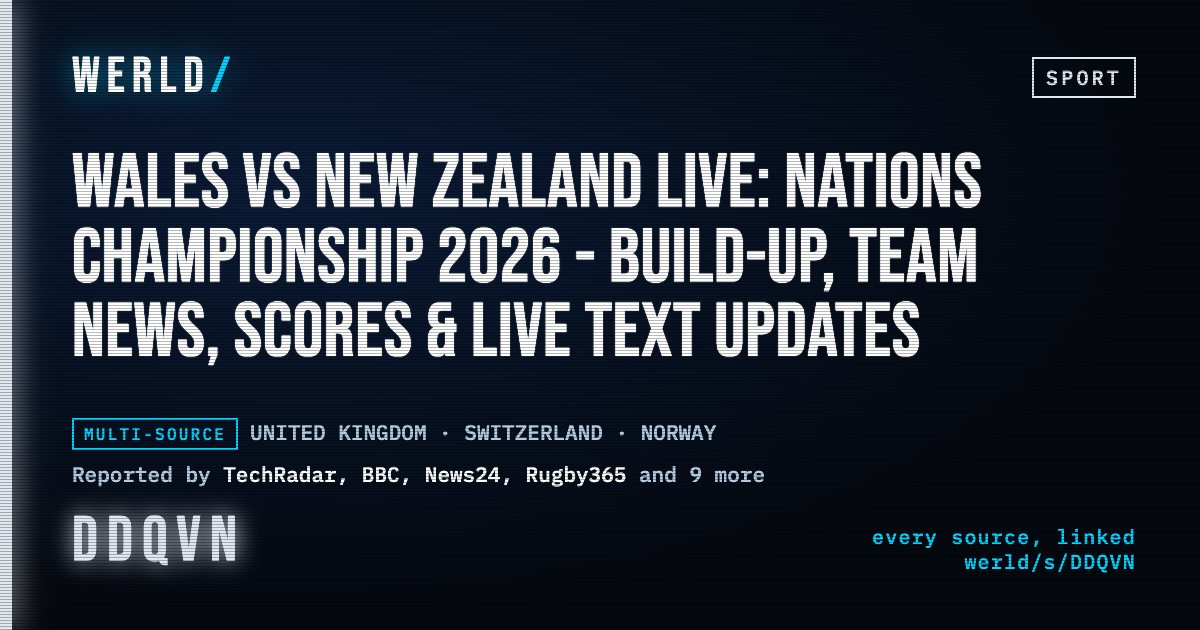 WERLD/
SPORT
WALES VS NEW ZEALAND LIVE: NATIONS
CHAMPIONSHIP 2026 - BUILD-UP, TEAM
NEWS, SCORES & LIVE TEXT UPDATES
MULTI-SOURCE UNITED KINGDOM · SWITZERLAND · NORWAY
Reported by TechRadar, BBC, News24, Rugby365 and 9 more
DDQVN
every source, linked
werld/s/DDQVN